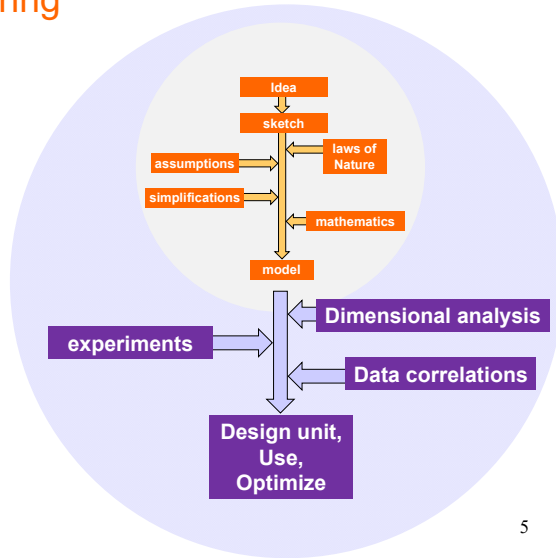 ring
Idea
sketch
laws of
Nature
assumptions
simplifications
mathematics
model
Dimensional analysis
experiments
Data correlations
Design unit,
Use,
Optimize
5